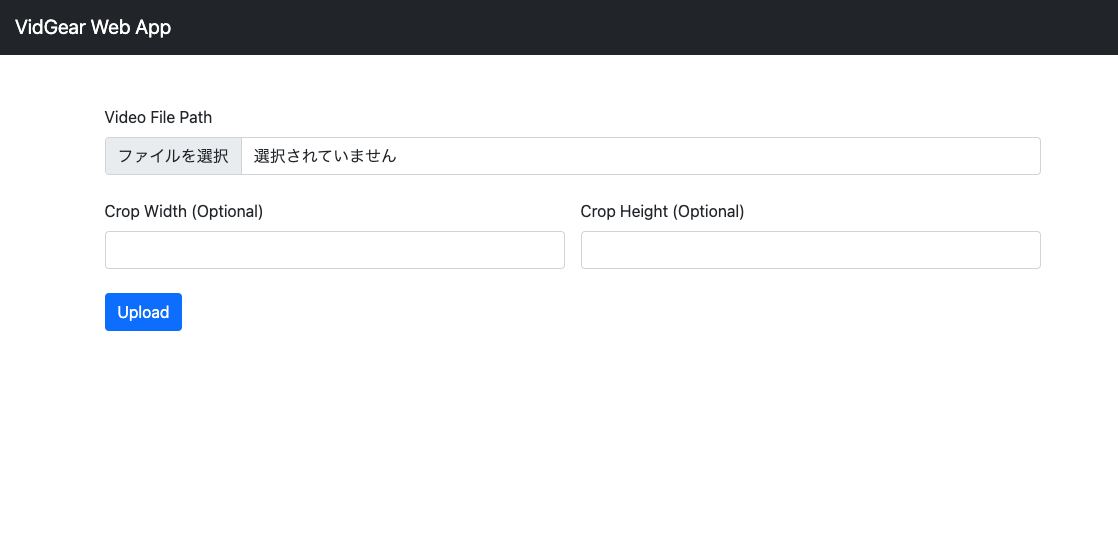 VidGear Web App
Video File Path
ファイルを選択 選択されていません
Crop Width (Optional) Crop Height (Optional)
Upload